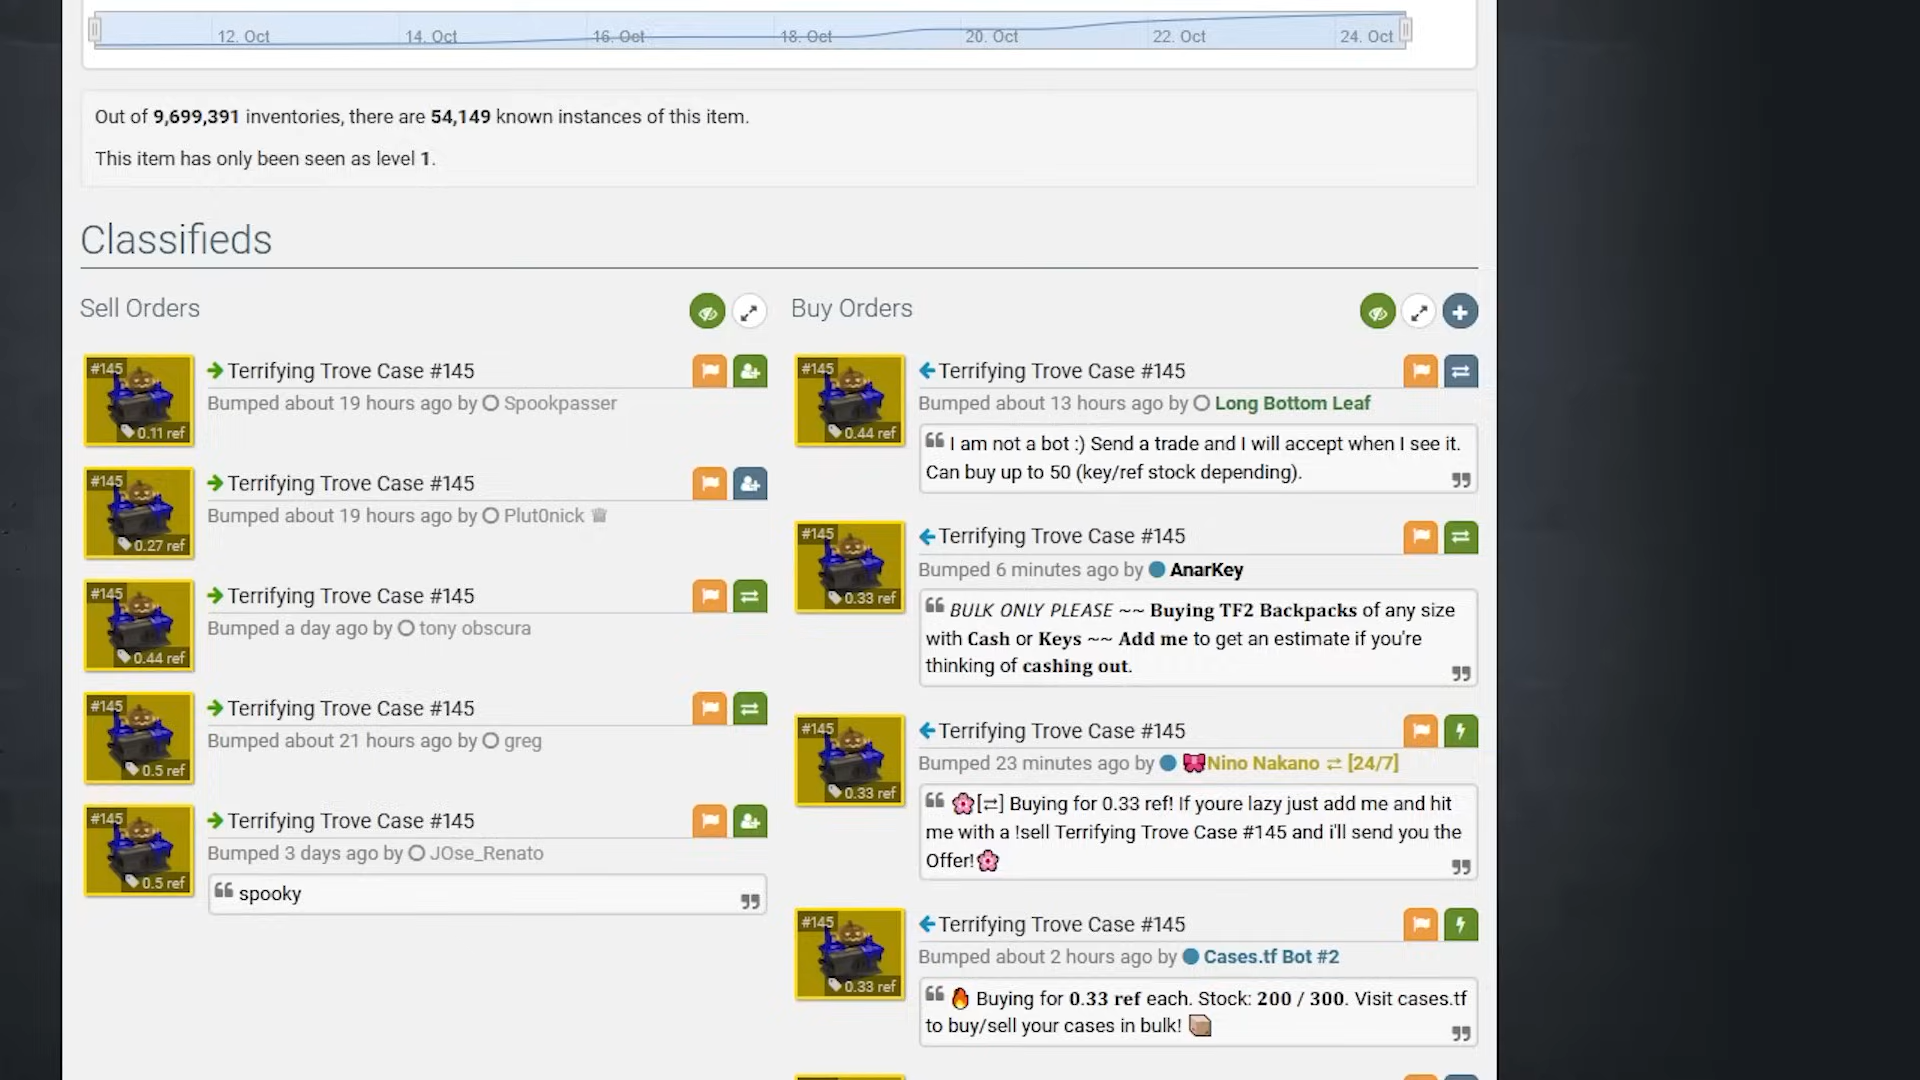 12. Oct 14. Oct 16. Oct 18. Oct 20. Oct 22. Oct 24. Oct
Out of 9,699,391 inventories, there are 54,149 known instances of this item.
This item has only been seen as level 1.
Classifieds
Sell Orders
#145
0.11 ref
Terrifying Trove Case #145
Bumped about 19 hours ago by Spookpasser
#145
0.27 ref
Terrifying Trove Case #145
Bumped about 19 hours ago by Plut0nick ♕
#145
0.44 ref
Terrifying Trove Case #145
Bumped a day ago by tony obscura
#145
0.5 ref
Terrifying Trove Case #145
Bumped about 21 hours ago by greg
#145
0.5 ref
Terrifying Trove Case #145
Bumped 3 days ago by JOse_Renato
spooky
Buy Orders
#145
0.44 ref
Terrifying Trove Case #145
Bumped about 13 hours ago by Long Bottom Leaf
I am not a bot :) Send a trade and I will accept when I see it.
Can buy up to 50 (key/ref stock depending).
#145
0.33 ref
Terrifying Trove Case #145
Bumped 6 minutes ago by AnarKey
BULK ONLY PLEASE ~~ Buying TF2 Backpacks of any size
with Cash or Keys ~~ Add me to get an estimate if you're
thinking of cashing out.
#145
0.33 ref
Terrifying Trove Case #145
Bumped 23 minutes ago by 🎀Nino Nakano ⇄ [24/7]
🌸[⇄] Buying for 0.33 ref! If youre lazy just add me and hit
me with a !sell Terrifying Trove Case #145 and i'll send you the
Offer!🌸
#145
0.33 ref
Terrifying Trove Case #145
Bumped about 2 hours ago by Cases.tf Bot #2
🔥 Buying for 0.33 ref each. Stock: 200 / 300. Visit cases.tf
to buy/sell your cases in bulk! 📦